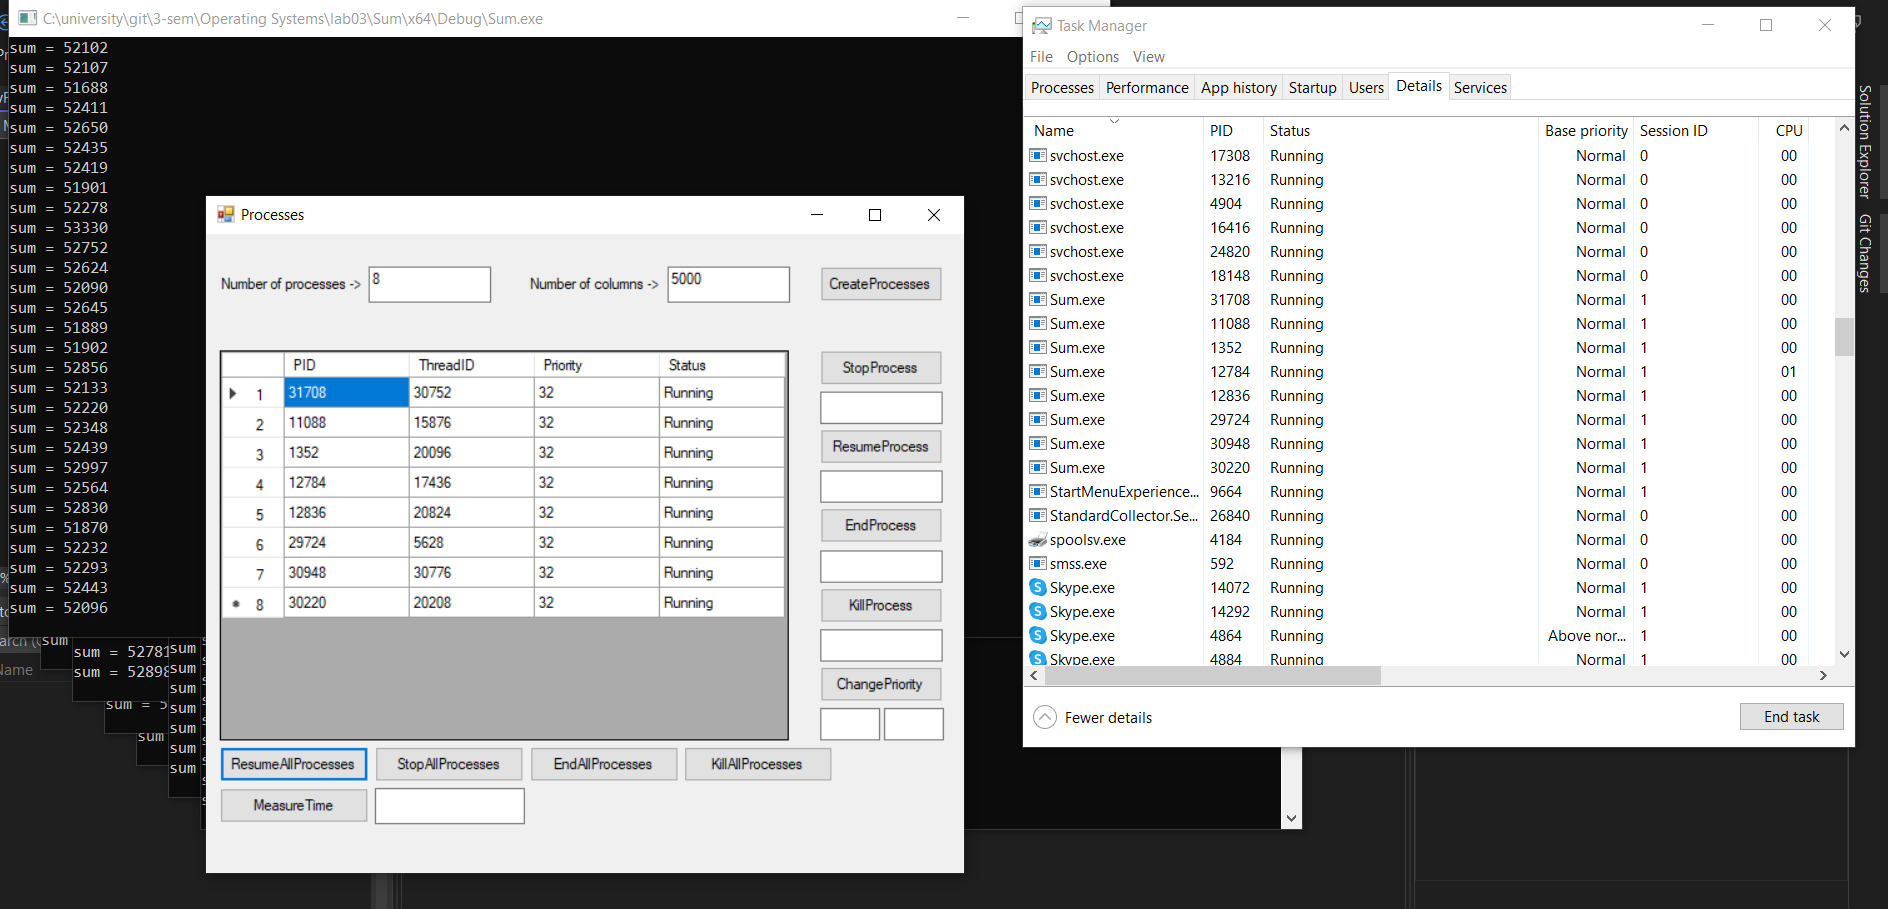 C:\university\git\3-sem\Operating Systems\lab03\Sum\x64\Debug\Sum.exe
sum = 52102
sum = 52107
sum = 51688
sum = 52411
sum = 52650
sum = 52435
sum = 52419
sum = 51901
sum = 52278
sum = 53330
sum = 52752
sum = 52624
sum = 52090
sum = 52645
sum = 51889
sum = 51902
sum = 52856
sum = 52133
sum = 52220
sum = 52348
sum = 52439
sum = 52997
sum = 52564
sum = 52830
sum = 51870
sum = 52232
sum = 52293
sum = 52443
sum = 52096
sum
sum = 52781
sum = 52898
sum = 5
sum
sum
sum
sum
sum
sum
sum
sum
Name
Processes
Number of processes -> 8 Number of columns -> 5000 CreateProcesses
PID ThreadID Priority Status
1 31708 30752 32 Running
2 11088 15876 32 Running
3 1352 20096 32 Running
4 12784 17436 32 Running
5 12836 20824 32 Running
6 29724 5628 32 Running
7 30948 30776 32 Running
* 8 30220 20208 32 Running
StopProcess
ResumeProcess
EndProcess
KillProcess
ChangePriority
ResumeAllProcesses StopAllProcesses EndAllProcesses KillAllProcesses
MeasureTime
Task Manager
File Options View
Processes Performance App history Startup Users Details Services
Name PID Status Base priority Session ID CPU
svchost.exe 17308 Running Normal 0 00
svchost.exe 13216 Running Normal 0 00
svchost.exe 4904 Running Normal 0 00
svchost.exe 16416 Running Normal 0 00
svchost.exe 24820 Running Normal 0 00
svchost.exe 18148 Running Normal 0 00
Sum.exe 31708 Running Normal 1 00
Sum.exe 11088 Running Normal 1 00
Sum.exe 1352 Running Normal 1 00
Sum.exe 12784 Running Normal 1 01
Sum.exe 12836 Running Normal 1 00
Sum.exe 29724 Running Normal 1 00
Sum.exe 30948 Running Normal 1 00
Sum.exe 30220 Running Normal 1 00
StartMenuExperience... 9664 Running Normal 1 00
StandardCollector.Se... 26840 Running Normal 0 00
spoolsv.exe 4184 Running Normal 0 00
smss.exe 592 Running Normal 0 00
Skype.exe 14072 Running Normal 1 00
Skype.exe 14292 Running Normal 1 00
Skype.exe 4864 Running Above nor... 1 00
Skype.exe 4884 Running Normal 1 00
Fewer details
End task
Solution Explorer
Git Changes